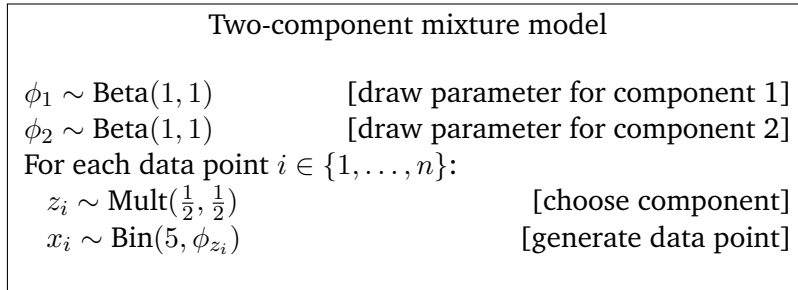 Two-component mixture model
ϕ₁ ∼ Beta(1, 1) [draw parameter for component 1]
ϕ₂ ∼ Beta(1, 1) [draw parameter for component 2]
For each data point i ∈ {1, . . . , n}:
zᵢ ∼ Mult(½, ½) [choose component]
xᵢ ∼ Bin(5, ϕ_{zᵢ}) [generate data point]